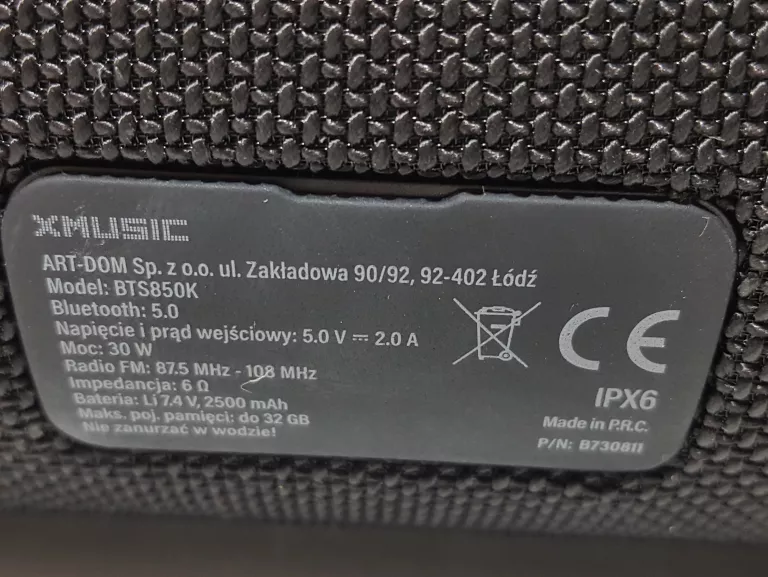 XMUSIC
ART-DOM Sp. z o.o. ul. Zakładowa 90/92, 92-402 Łódź
Model: BTS850K
Bluetooth: 5.0
Napięcie i prąd wejściowy: 5.0 V ⎓ 2.0 A
Moc: 30 W
Radio FM: 87.5 MHz - 108 MHz
Impedancja: 6 Ω
Bateria: Li 7.4 V, 2500 mAh
Maks. poj. pamięci: do 32 GB
Nie zanurzać w wodzie!
CE
IPX6
Made in P.R.C.
P/N: B730811